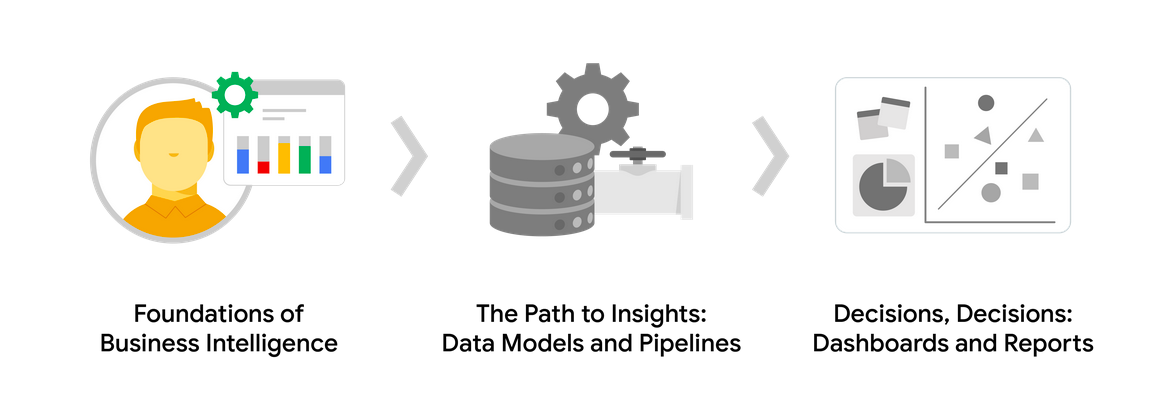 Foundations of
Business Intelligence
The Path to Insights:
Data Models and Pipelines
Decisions, Decisions:
Dashboards and Reports